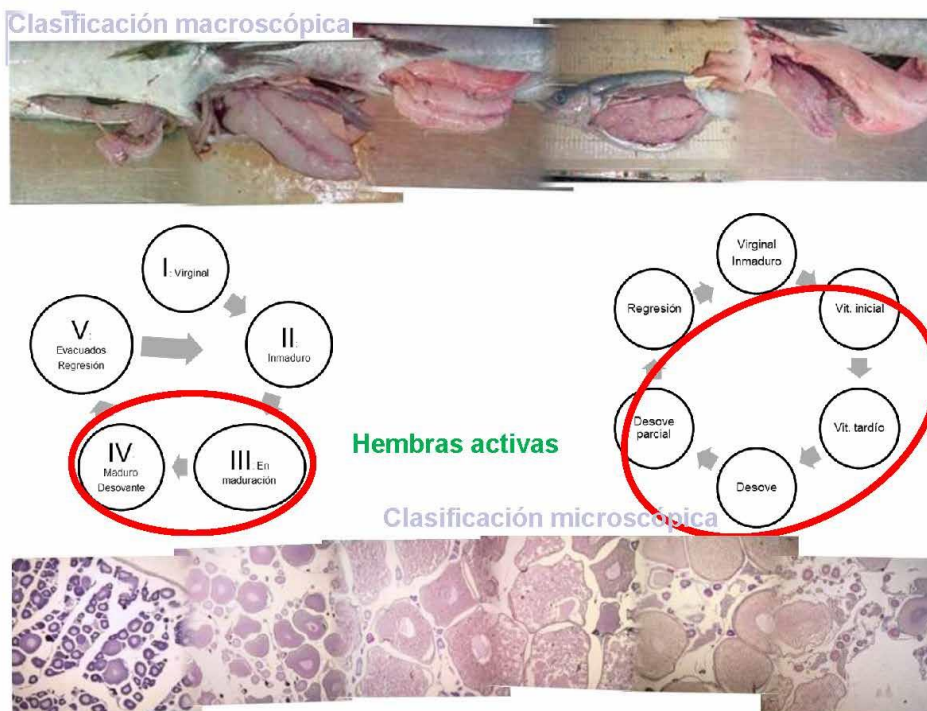 Clasificación macroscópica
I: Virginal
II:
Inmaduro
III: En
maduración
IV:
Maduro
Desovante
V:
Evacuados
Regresión
Hembras activas
Virginal
Inmaduro
Vit. inicial
Vit. tardío
Desove
Desove
parcial
Regresión
Clasificación microscópica